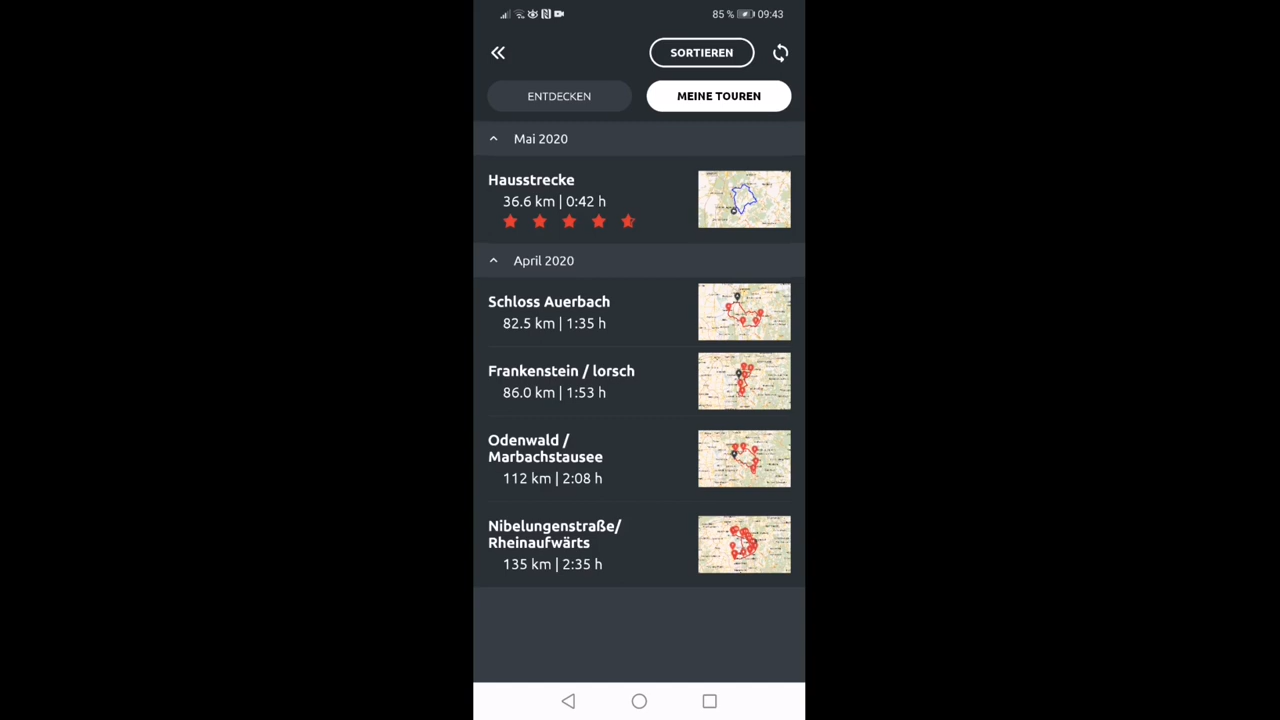 85 % 09:43
SORTIEREN
ENTDECKEN
MEINE TOUREN
Mai 2020
Hausstrecke
36.6 km | 0:42 h
April 2020
Schloss Auerbach
82.5 km | 1:35 h
Frankenstein / lorsch
86.0 km | 1:53 h
Odenwald /
Marbachstausee
112 km | 2:08 h
Nibelungenstraße/
Rheinaufwärts
135 km | 2:35 h